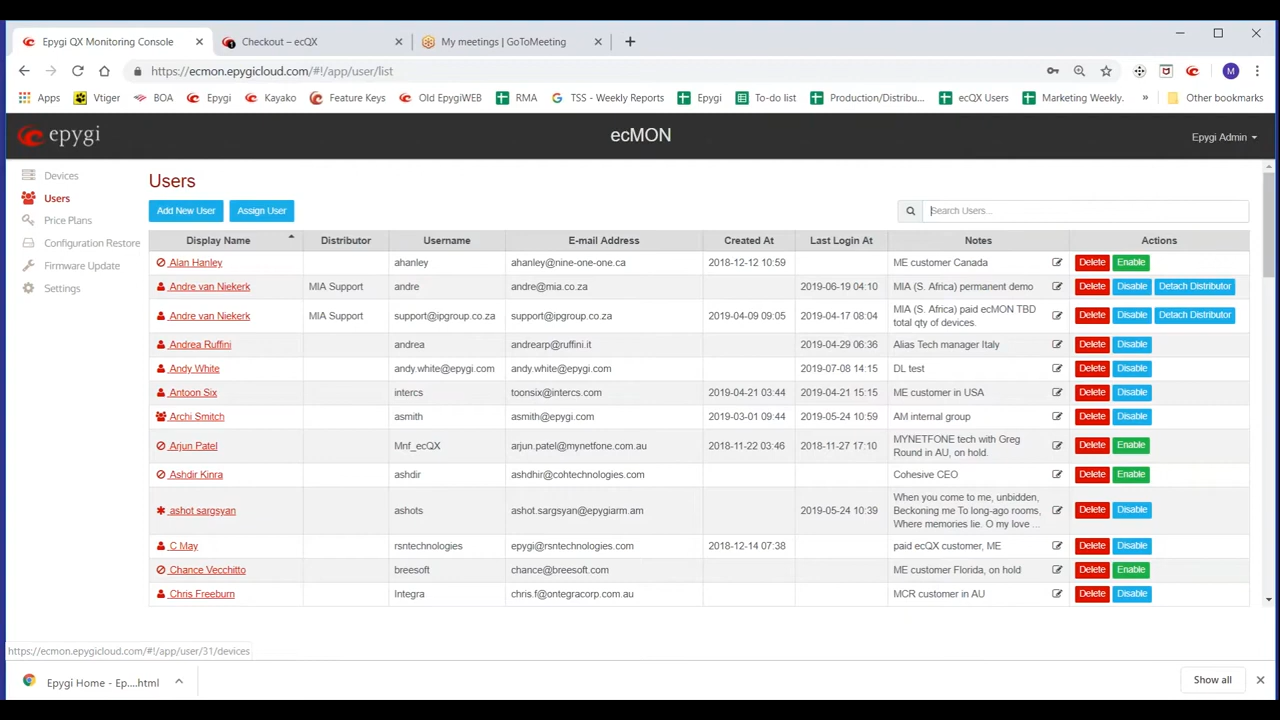 Epygi QX Monitoring Console
Checkout – ecQX
My meetings | GoToMeeting
https://ecmon.epygicloud.com/#!/app/user/list
M
Apps Vtiger BOA Epygi Kayako Feature Keys Old EpygiWEB RMA TSS - Weekly Reports Epygi To-do list Production/Distribu... ecQX Users Marketing Weekly. » Other bookmarks
epygi
ecMON
Epygi Admin
Devices
Users
Price Plans
Configuration Restore
Firmware Update
Settings
Users
Add New User Assign User
Search Users...
Display Name Distributor Username E-mail Address Created At Last Login At Notes Actions
Alan Hanley ahanley ahanley@nine-one-one.ca 2018-12-12 10:59 ME customer Canada Delete Enable
Andre van Niekerk MIA Support andre andre@mia.co.za 2019-06-19 04:10 MIA (S. Africa) permanent demo Delete Disable Detach Distributor
Andre van Niekerk MIA Support support@ipgroup.co.za support@ipgroup.co.za 2019-04-09 09:05 2019-04-17 08:04 MIA (S. Africa) paid ecMON TBD
total qty of devices. Delete Disable Detach Distributor
Andrea Ruffini andrea andrearp@ruffini.it 2019-04-29 06:36 Alias Tech manager Italy Delete Disable
Andy White andy.white@epygi.com andy.white@epygi.com 2019-07-08 14:15 DL test Delete Disable
Antoon Six intercs toonsix@intercs.com 2019-04-21 03:44 2019-04-21 15:15 ME customer in USA Delete Disable
Archi Smitch asmith asmith@epygi.com 2019-03-01 09:44 2019-05-24 10:59 AM internal group Delete Disable
Arjun Patel Mnf_ecQX arjun.patel@mynetfone.com.au 2018-11-22 03:46 2018-11-27 17:10 MYNETFONE tech with Greg
Round in AU, on hold. Delete Enable
Ashdir Kinra ashdir ashdhir@cohtechnologies.com Cohesive CEO Delete Enable
ashot sargsyan ashots ashot.sargsyan@epygiarm.am 2019-05-24 10:39 When you come to me, unbidden,
Beckoning me To long-ago rooms,
Where memories lie. O my love ... Delete Disable
C May rsntechnologies epygi@rsntechnologies.com 2018-12-14 07:38 paid ecQX customer, ME Delete Disable
Chance Vecchitto breesoft chance@breesoft.com ME customer Florida, on hold Delete Enable
Chris Freeburn Integra chris.f@ontegracorp.com.au MCR customer in AU Delete Disable
https://ecmon.epygicloud.com/#!/app/user/31/devices
Epygi Home - Ep....html
Show all